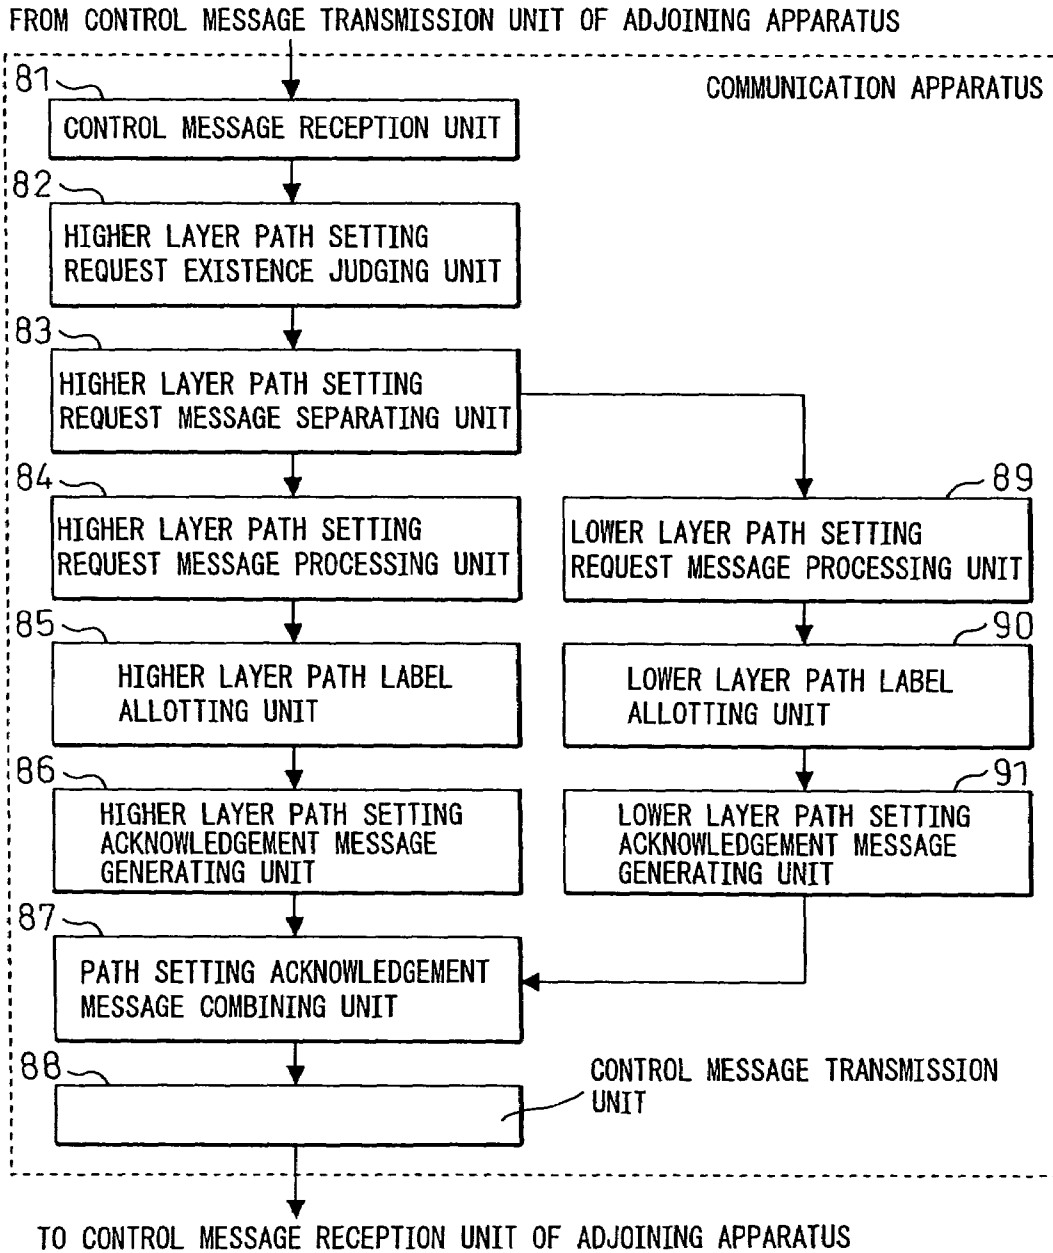 FROM CONTROL MESSAGE TRANSMISSION UNIT OF ADJOINING APPARATUS
COMMUNICATION APPARATUS
81
CONTROL MESSAGE RECEPTION UNIT
82
HIGHER LAYER PATH SETTING
REQUEST EXISTENCE JUDGING UNIT
83
HIGHER LAYER PATH SETTING
REQUEST MESSAGE SEPARATING UNIT
84
HIGHER LAYER PATH SETTING
REQUEST MESSAGE PROCESSING UNIT
89
LOWER LAYER PATH SETTING
REQUEST MESSAGE PROCESSING UNIT
85
HIGHER LAYER PATH LABEL
ALLOTTING UNIT
90
LOWER LAYER PATH LABEL
ALLOTTING UNIT
86
HIGHER LAYER PATH SETTING
ACKNOWLEDGEMENT MESSAGE
GENERATING UNIT
91
LOWER LAYER PATH SETTING
ACKNOWLEDGEMENT MESSAGE
GENERATING UNIT
87
PATH SETTING ACKNOWLEDGEMENT
MESSAGE COMBINING UNIT
88
CONTROL MESSAGE TRANSMISSION
UNIT
TO CONTROL MESSAGE RECEPTION UNIT OF ADJOINING APPARATUS